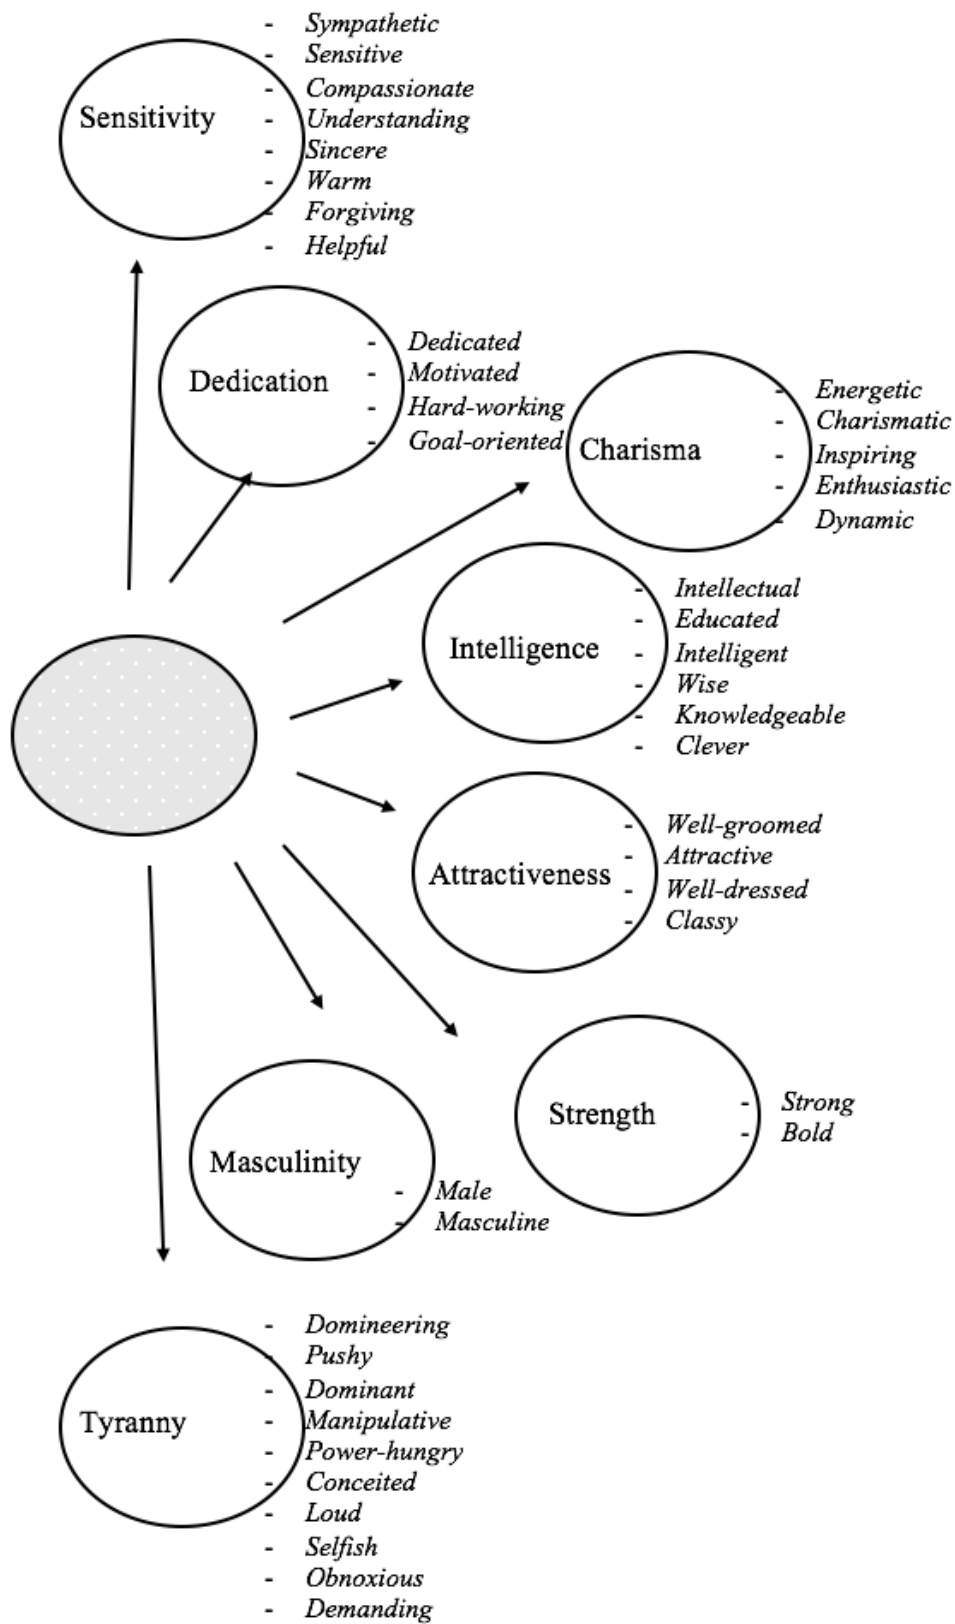 Sensitivity
- Sympathetic
- Sensitive
- Compassionate
- Understanding
- Sincere
- Warm
- Forgiving
- Helpful
Dedication
- Dedicated
- Motivated
- Hard-working
- Goal-oriented
Charisma
- Energetic
- Charismatic
- Inspiring
- Enthusiastic
- Dynamic
Intelligence
- Intellectual
- Educated
- Intelligent
- Wise
- Knowledgeable
- Clever
Attractiveness
- Well-groomed
- Attractive
- Well-dressed
- Classy
Strength
- Strong
- Bold
Masculinity
- Male
- Masculine
Tyranny
- Domineering
- Pushy
- Dominant
- Manipulative
- Power-hungry
- Conceited
- Loud
- Selfish
- Obnoxious
- Demanding